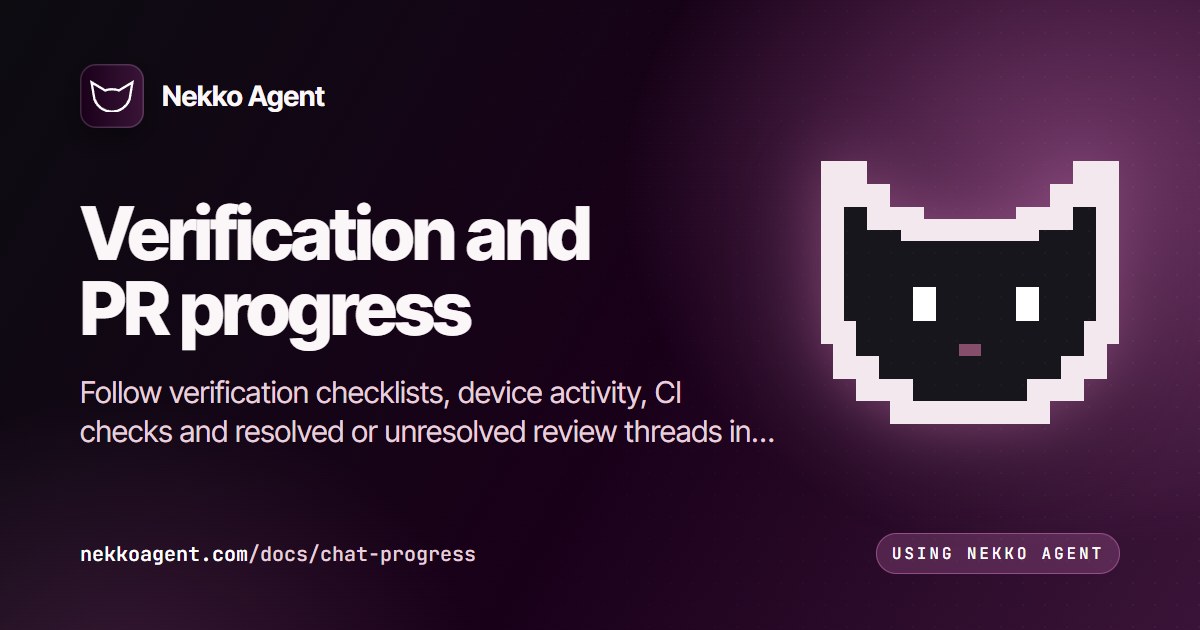 Nekko Agent
Verification and
PR progress
Follow verification checklists, device activity, CI
checks and resolved or unresolved review threads in...
nekkoagent.com/docs/chat-progress
USING NEKKO AGENT